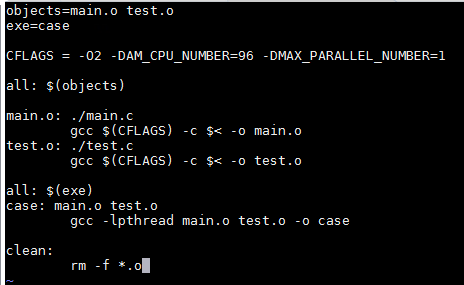 objects=main.o test.o
exe=case

CFLAGS = -O2 -DAM_CPU_NUMBER=96 -DMAX_PARALLEL_NUMBER=1

all: $(objects)

main.o: ./main.c
        gcc $(CFLAGS) -c $< -o main.o
test.o: ./test.c
        gcc $(CFLAGS) -c $< -o test.o

all: $(exe)
case: main.o test.o
        gcc -lpthread main.o test.o -o case

clean:
        rm -f *.o
~